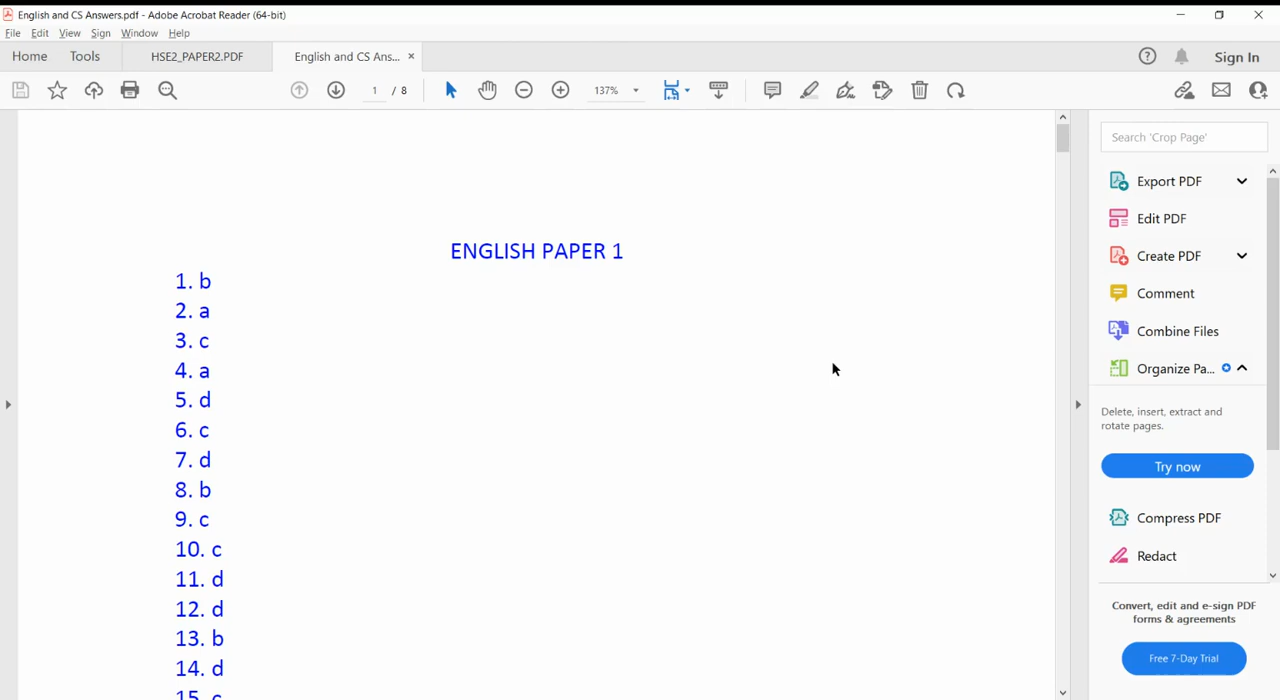 English and CS Answers.pdf - Adobe Acrobat Reader (64-bit)
File Edit View Sign Window Help
Home Tools HSE2_PAPER2.PDF English and CS Ans... × Sign In
1 / 8 137%
Search 'Crop Page'
Export PDF
Edit PDF
Create PDF
Comment
Combine Files
Organize Pa...
Delete, insert, extract and
rotate pages.
Try now
Compress PDF
Redact
Convert, edit and e-sign PDF
forms & agreements
Free 7-Day Trial
ENGLISH PAPER 1
1. b
2. a
3. c
4. a
5. d
6. c
7. d
8. b
9. c
10. c
11. d
12. d
13. b
14. d
15. c